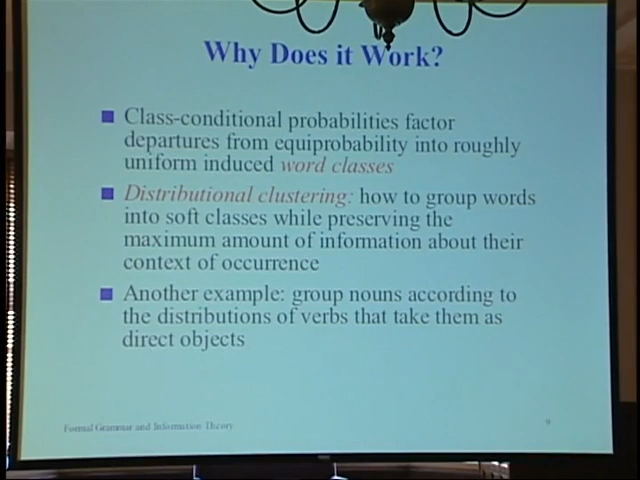 Why Does it Work?
Class-conditional probabilities factor
departures from equiprobability into roughly
uniform induced word classes
Distributional clustering: how to group words
into soft classes while preserving the
maximum amount of information about their
context of occurrence
Another example: group nouns according to
the distributions of verbs that take them as
direct objects
Formal Grammar and Information Theory
9